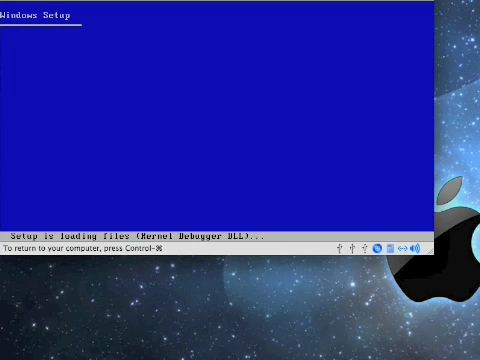 Windows Setup
Setup is loading files (Kernel Debugger DLL)...
To return to your computer, press Control-⌘